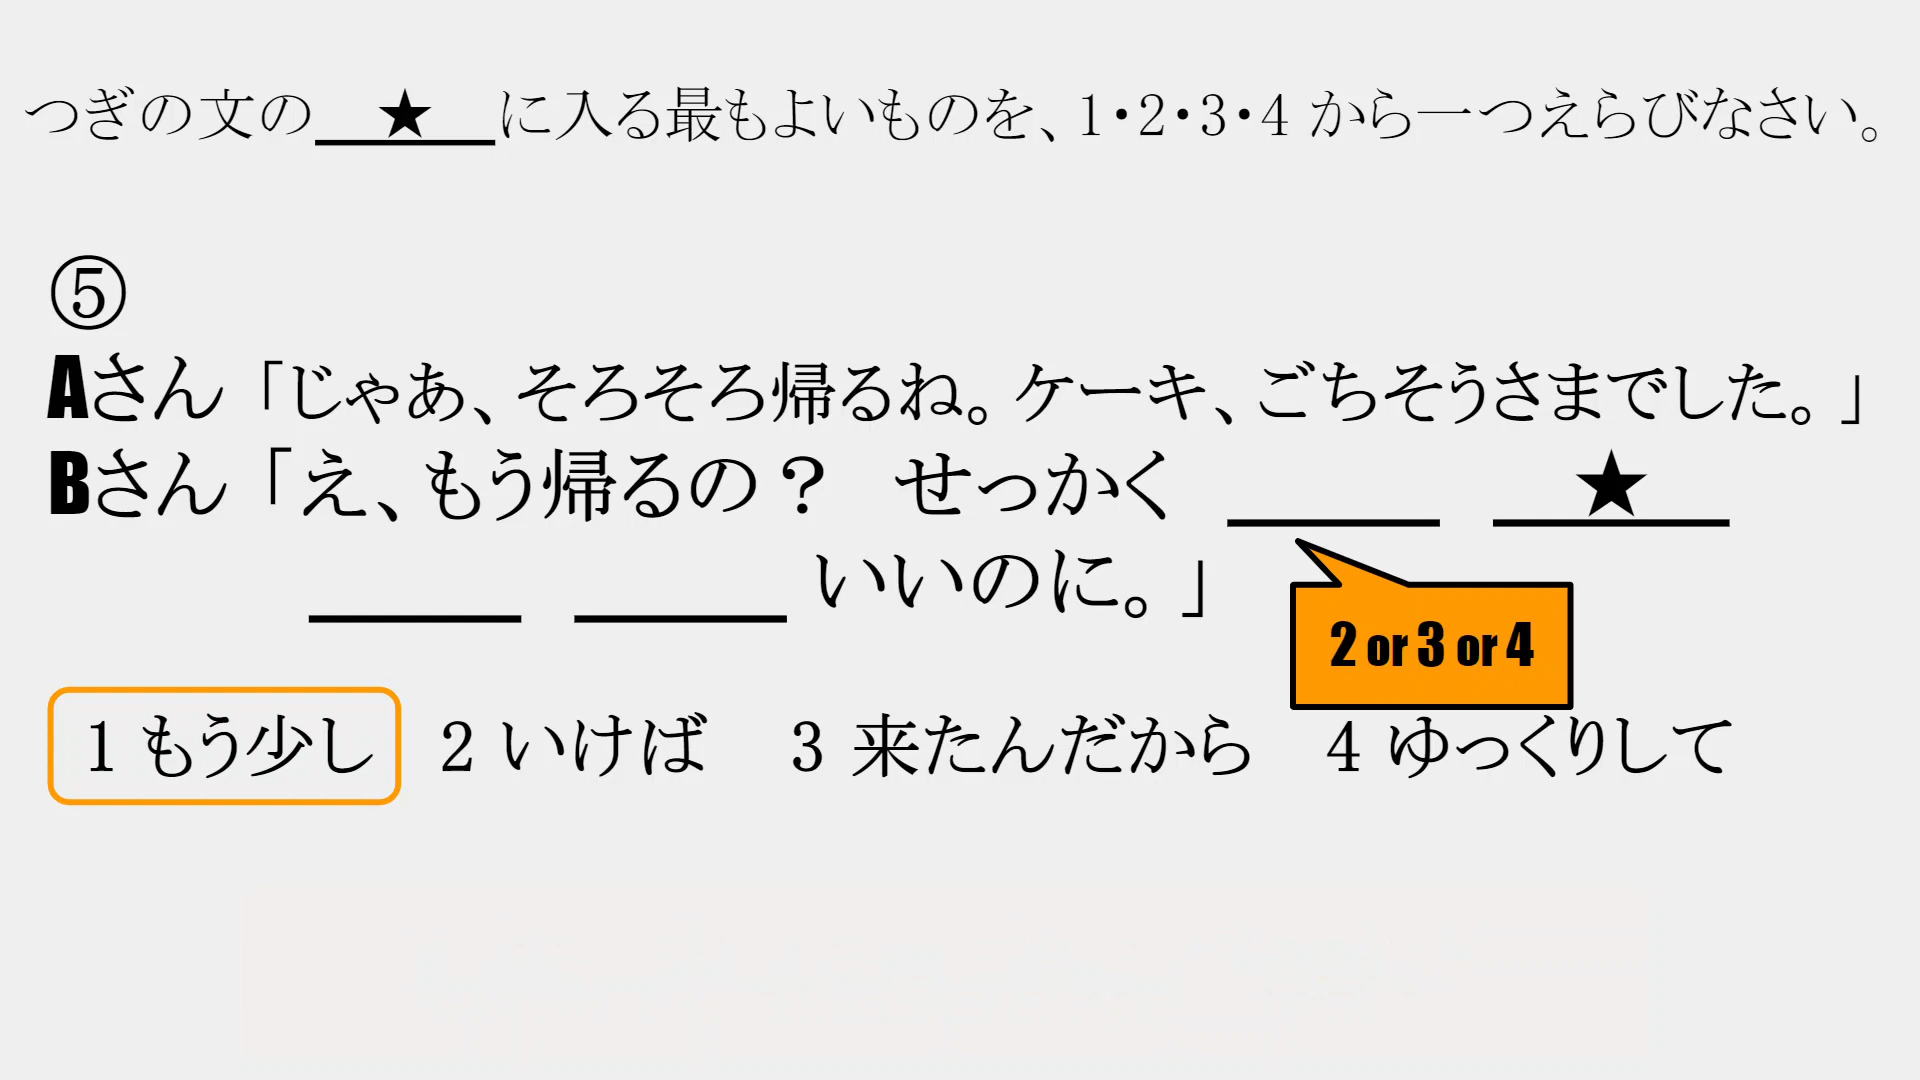 つぎの文の＿★＿に入る最もよいものを、1・2・3・4 から一つえらびなさい。
⑤
Aさん「じゃあ、そろそろ帰るね。ケーキ、ごちそうさまでした。」
Bさん「え、もう帰るの？　せっかく ＿＿＿ ＿★＿
＿＿＿ ＿＿＿ いいのに。」
2 or 3 or 4
1 もう少し 2 いけば 3 来たんだから 4 ゆっくりして